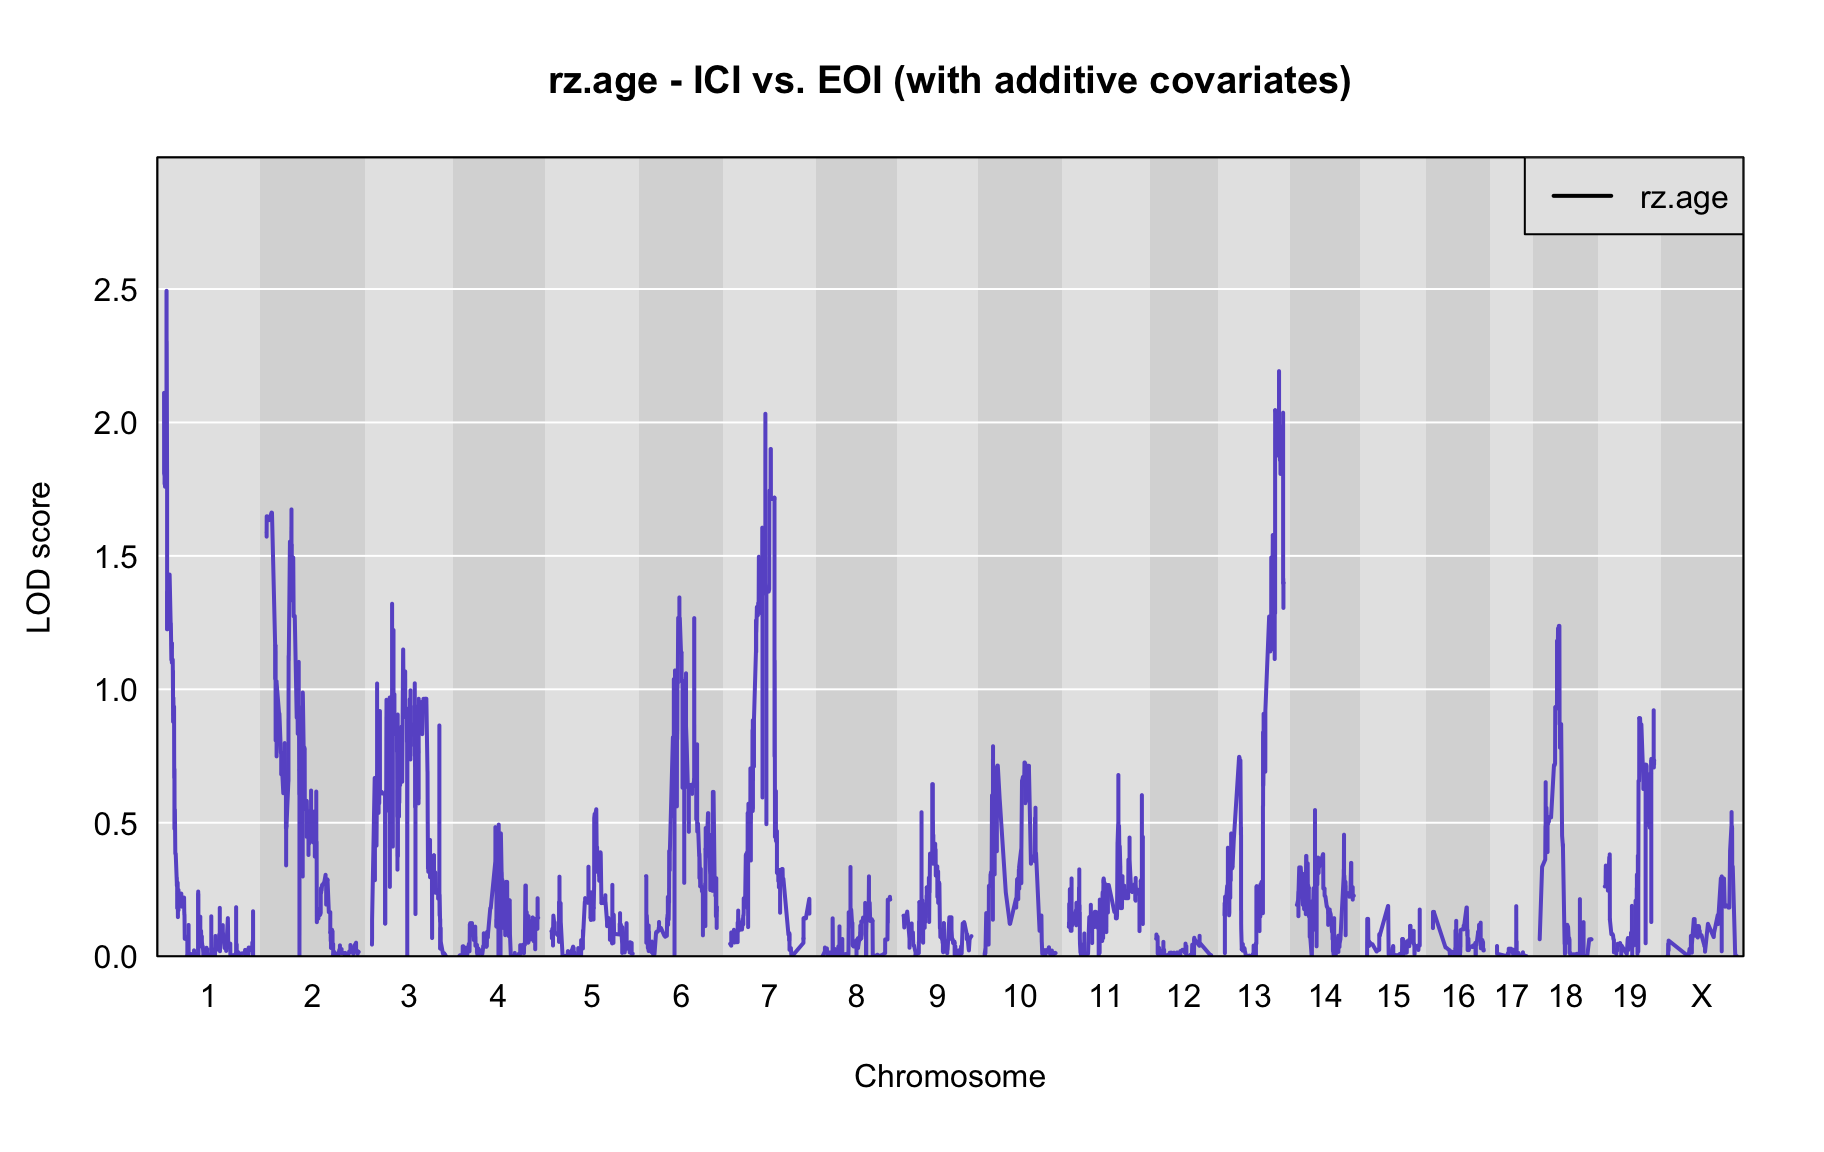 rz.age - ICI vs. EOI (with additive covariates)
rz.age
LOD score
2.5
2.0
1.5
1.0
0.5
0.0
1 2 3 4 5 6 7 8 9 10 11 12 13 14 15 16 17 18 19 X
Chromosome